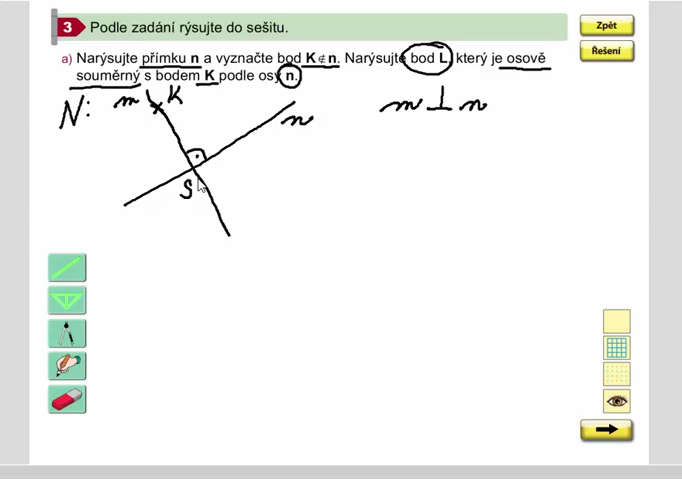 3 Podle zadání rýsujte do sešitu.
Zpět
Řešení
a) Narýsujte přímku n a vyznačte bod K ∉ n. Narýsujte bod L, který je osově
souměrný s bodem K podle osy n.
N:
m
K
n
m ⊥ n
S